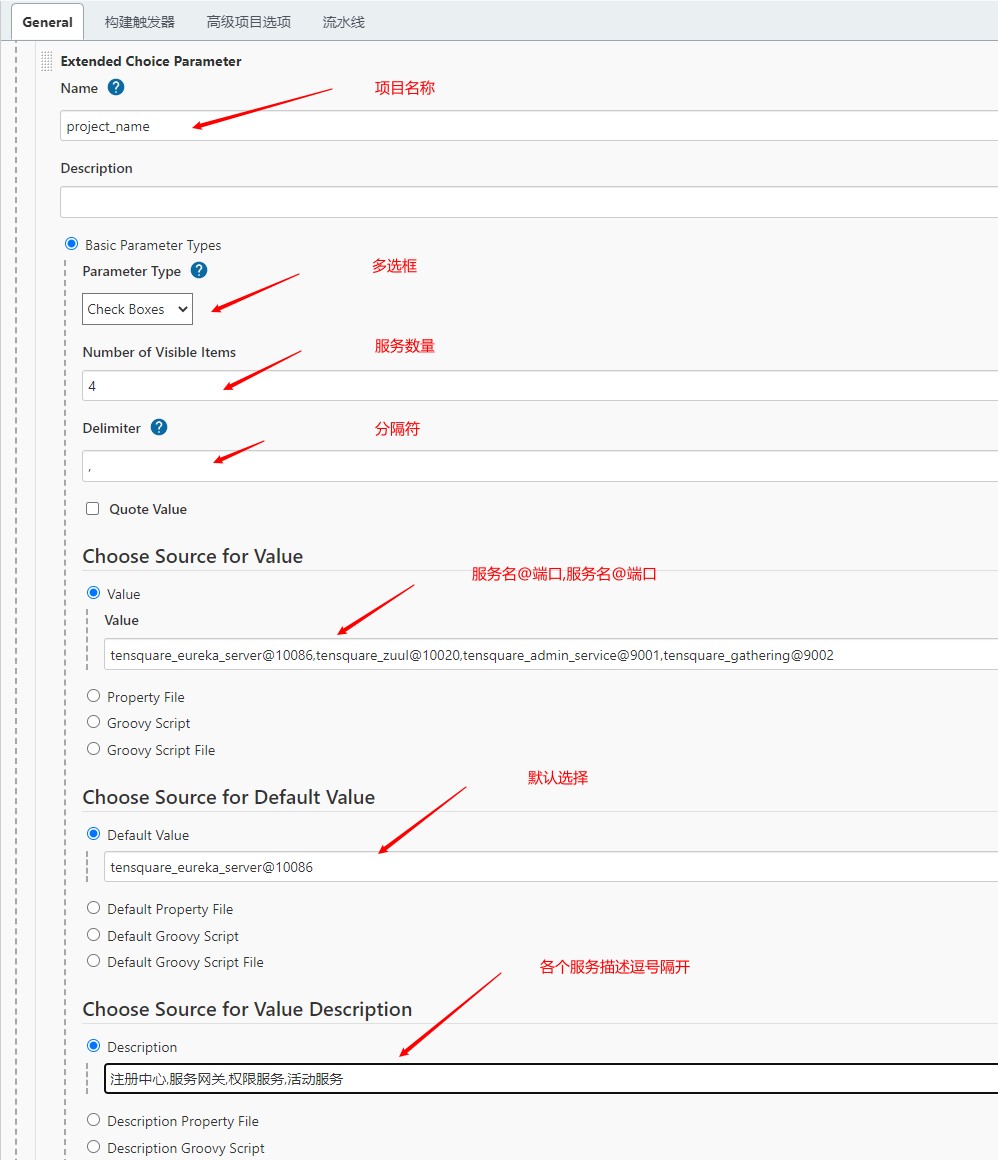 General 构建触发器 高级项目选项 流水线
Extended Choice Parameter
Name ?
项目名称
project_name
Description
Basic Parameter Types
Parameter Type ?
多选框
Check Boxes
Number of Visible Items
服务数量
4
Delimiter ?
分隔符
,
Quote Value
Choose Source for Value
服务名@端口,服务名@端口
Value
Value
tensquare_eureka_server@10086,tensquare_zuul@10020,tensquare_admin_service@9001,tensquare_gathering@9002
Property File
Groovy Script
Groovy Script File
默认选择
Choose Source for Default Value
Default Value
tensquare_eureka_server@10086
Default Property File
Default Groovy Script
Default Groovy Script File
各个服务描述逗号隔开
Choose Source for Value Description
Description
注册中心,服务网关,权限服务,活动服务
Description Property File
Description Groovy Script